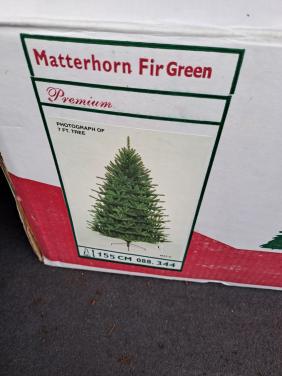 Matterhorn Fir Green
Premium
PHOTOGRAPH OF
7 FT. TREE
155 CM 088. 344